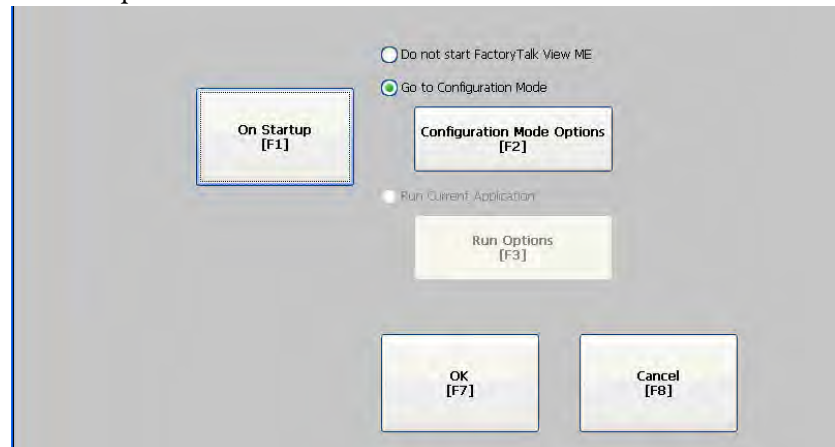 Do not start FactoryTalk View ME
Go to Configuration Mode
On Startup
[F1]
Configuration Mode Options
[F2]
Run Current Application
Run Options
[F3]
OK
[F7]
Cancel
[F8]